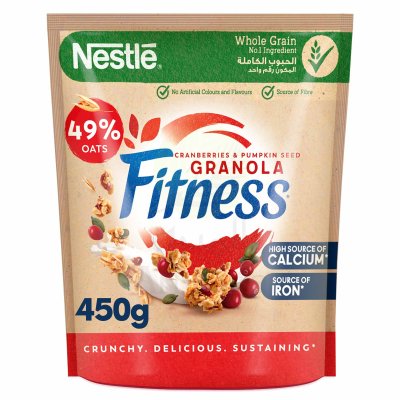 Nestlé
Whole Grain
No.1 Ingredient
الحبوب الكاملة
المكون رقم واحد
No Artificial Colours and Flavours
Source of Fibre
49%
OATS
CRANBERRIES & PUMPKIN SEED
GRANOLA
Fitness®
HIGH SOURCE OF
CALCIUM*
SOURCE OF
IRON*
450g
CRUNCHY. DELICIOUS. SUSTAINING*